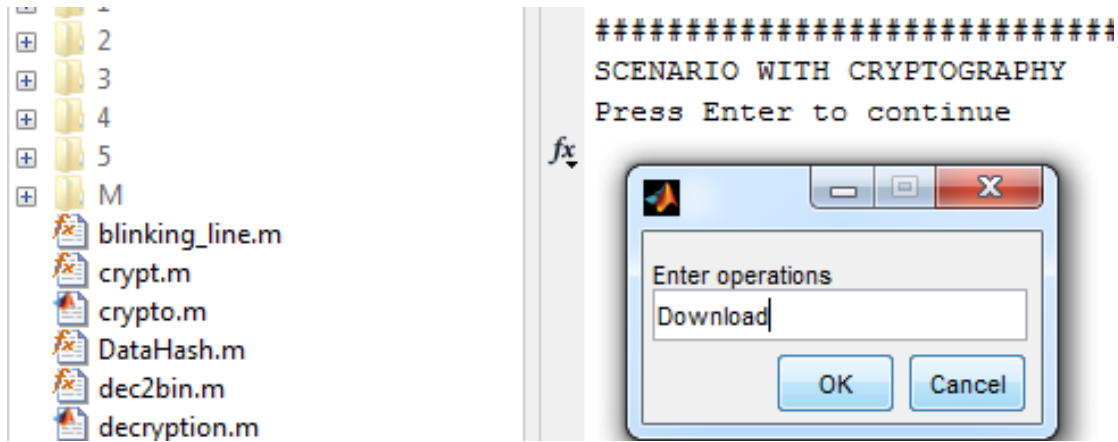 2
3
4
5
M
blinking_line.m
crypt.m
crypto.m
DataHash.m
dec2bin.m
decryption.m
##############################
SCENARIO WITH CRYPTOGRAPHY
Press Enter to continue
fx
Enter operations
Download
OK
Cancel